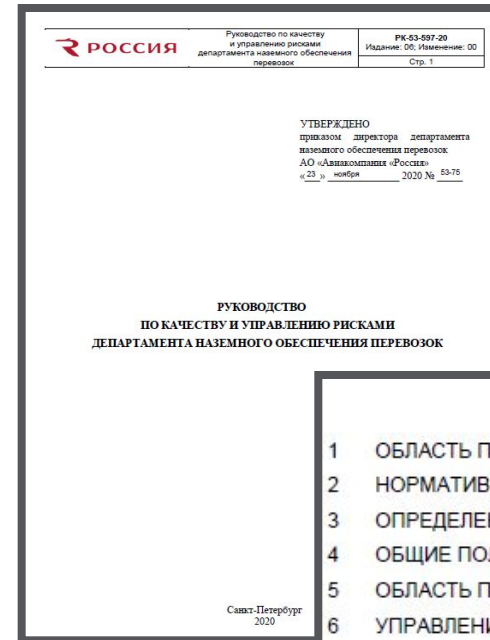 РОССИЯ
Руководство по качеству
и управлению рисками
департамента наземного обеспечения
перевозок
РК-53-597-20
Издание: 06; Изменение: 00
Стр. 1
УТВЕРЖДЕНО
приказом директора департамента
наземного обеспечения перевозок
АО «Авиакомпания «Россия»
«23» ноября 2020 № 53-75
РУКОВОДСТВО
ПО КАЧЕСТВУ И УПРАВЛЕНИЮ РИСКАМИ
ДЕПАРТАМЕНТА НАЗЕМНОГО ОБЕСПЕЧЕНИЯ ПЕРЕВОЗОК
Санкт-Петербург
2020
1 ОБЛАСТЬ П
2 НОРМАТИВ
3 ОПРЕДЕЛЕ
4 ОБЩИЕ ПО
5 ОБЛАСТЬ П
6 УПРАВЛЕН